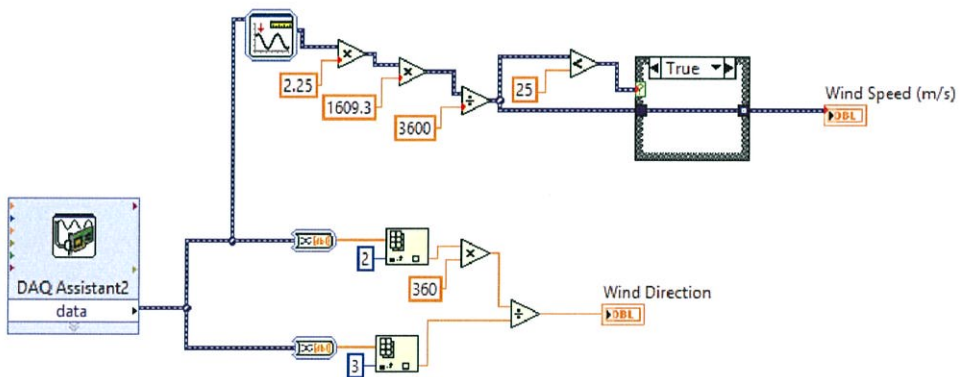 2.25
1609.3
3600
25
True
Wind Speed (m/s)
DBL
DAQ Assistant2
data
2
360
3
Wind Direction
DBL